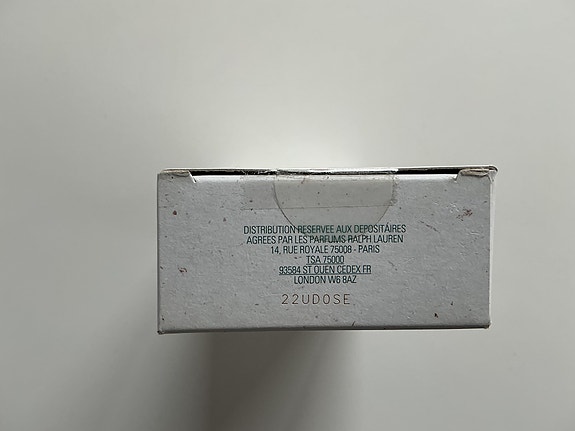 DISTRIBUTION RESERVEE AUX DEPOSITAIRES
AGREES PAR LES PARFUMS RALPH LAUREN
14, RUE ROYALE 75008 - PARIS
TSA 75000
93584 ST OUEN CEDEX FR
LONDON W6 8AZ
22UDOSE